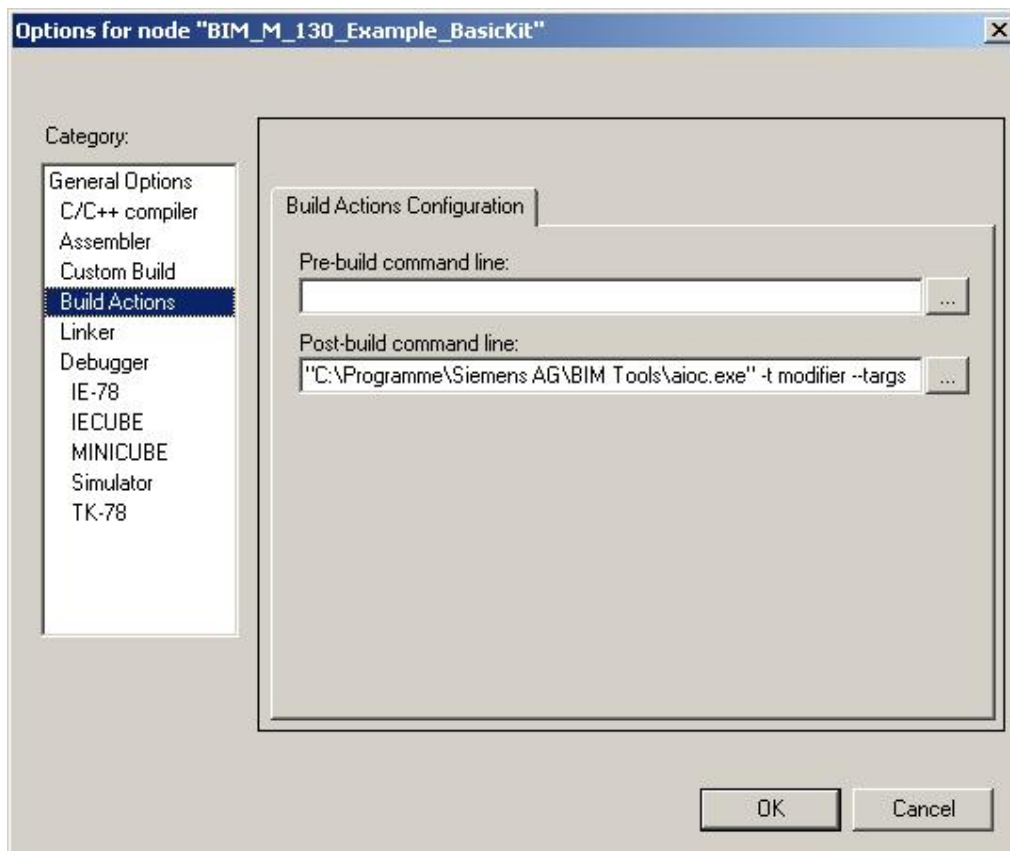 Options for node "BIM_M_130_Example_BasicKit"
Category:
General Options
C/C++ compiler
Assembler
Custom Build
Build Actions
Linker
Debugger
IE-78
IECUBE
MINICUBE
Simulator
TK-78
Build Actions Configuration
Pre-build command line:
...
Post-build command line:
"C:\Programme\Siemens AG\BIM Tools\aioc.exe" -t modifier --targs
...
OK
Cancel